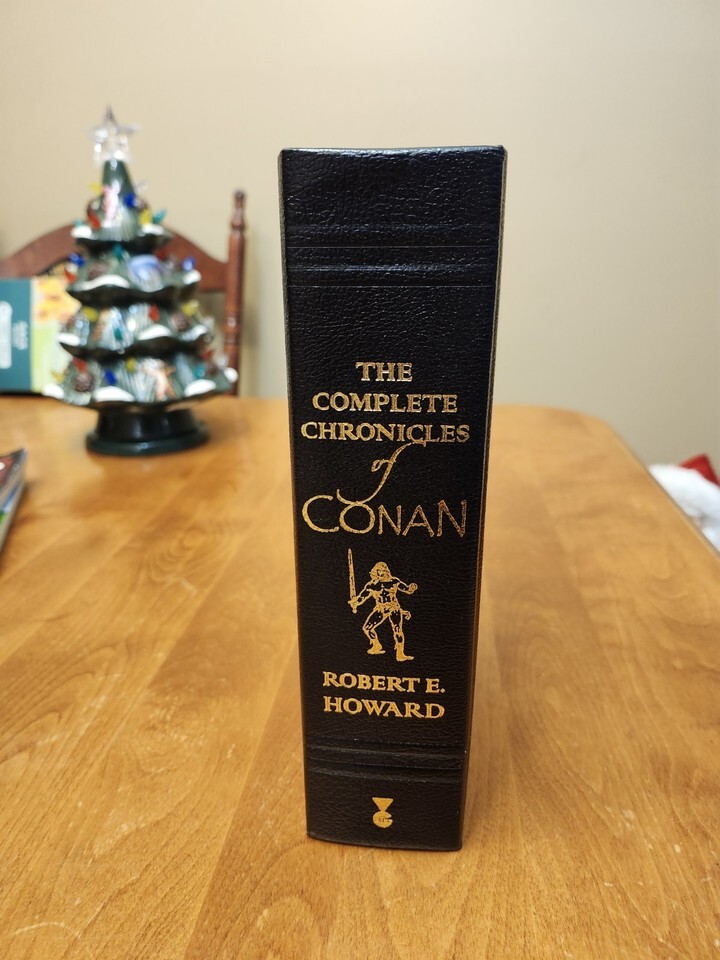 THE
COMPLETE
CHRONICLES
of
CONAN
ROBERT E.
HOWARD